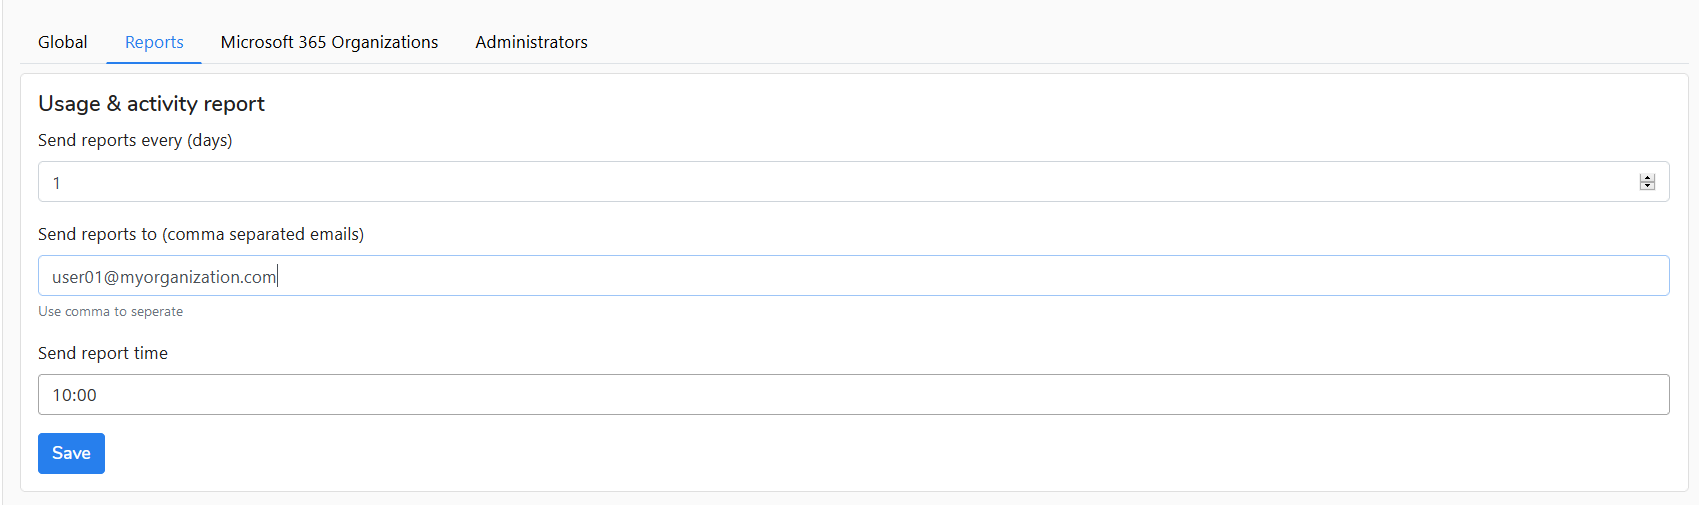 Global Reports Microsoft 365 Organizations Administrators
Usage & activity report
Send reports every (days)
1
Send reports to (comma separated emails)
user01@myorganization.com
Use comma to seperate
Send report time
10:00
Save